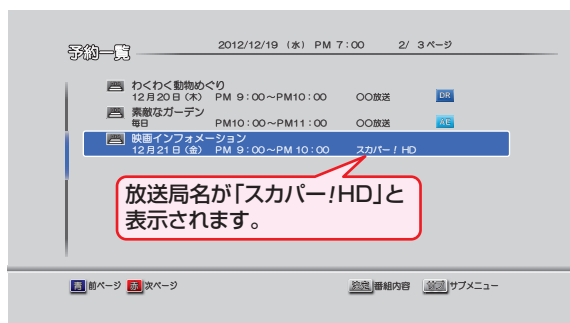 予約一覧 2012/12/19 (水) PM 7:00 2/ 3ページ
わくわく動物めぐり
12月20日(木) PM 9:00~PM10:00 〇〇放送 DR
素敵なガーデン
毎日 PM10:00~PM11:00 〇〇放送 AE
映画インフォメーション
12月21日(金) PM 9:00~PM 10:00 スカパー!HD
放送局名が「スカパー!HD」と
表示されます。
青 前ページ 赤 次ページ 番組内容 サブメニュー